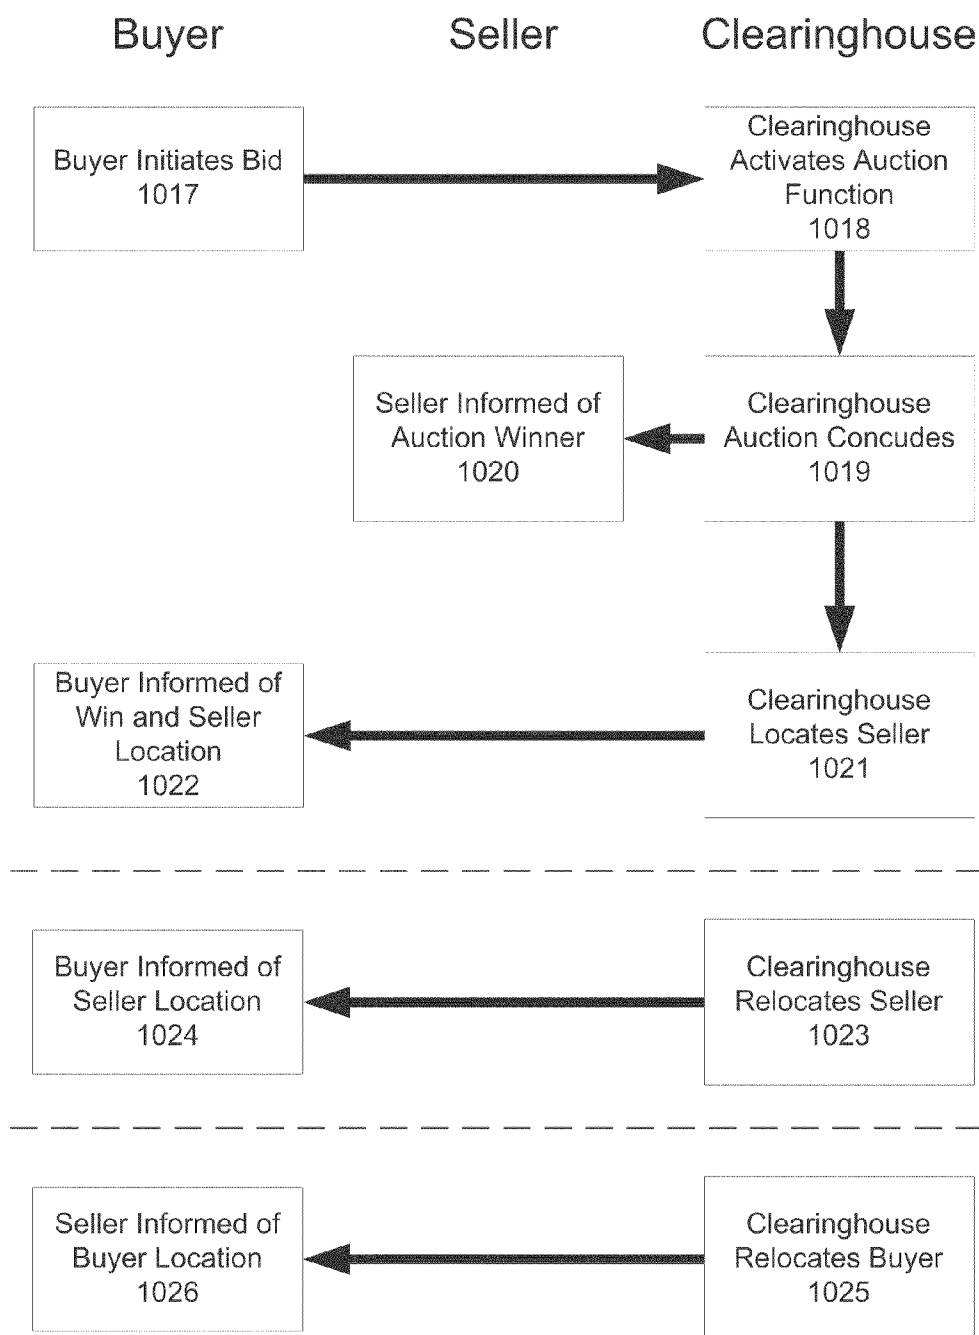 Buyer
Seller
Clearinghouse
Buyer Initiates Bid
1017
Clearinghouse
Activates Auction
Function
1018
Seller Informed of
Auction Winner
1020
Clearinghouse
Auction Concudes
1019
Buyer Informed of
Win and Seller
Location
1022
Clearinghouse
Locates Seller
1021
Buyer Informed of
Seller Location
1024
Clearinghouse
Relocates Seller
1023
Seller Informed of
Buyer Location
1026
Clearinghouse
Relocates Buyer
1025